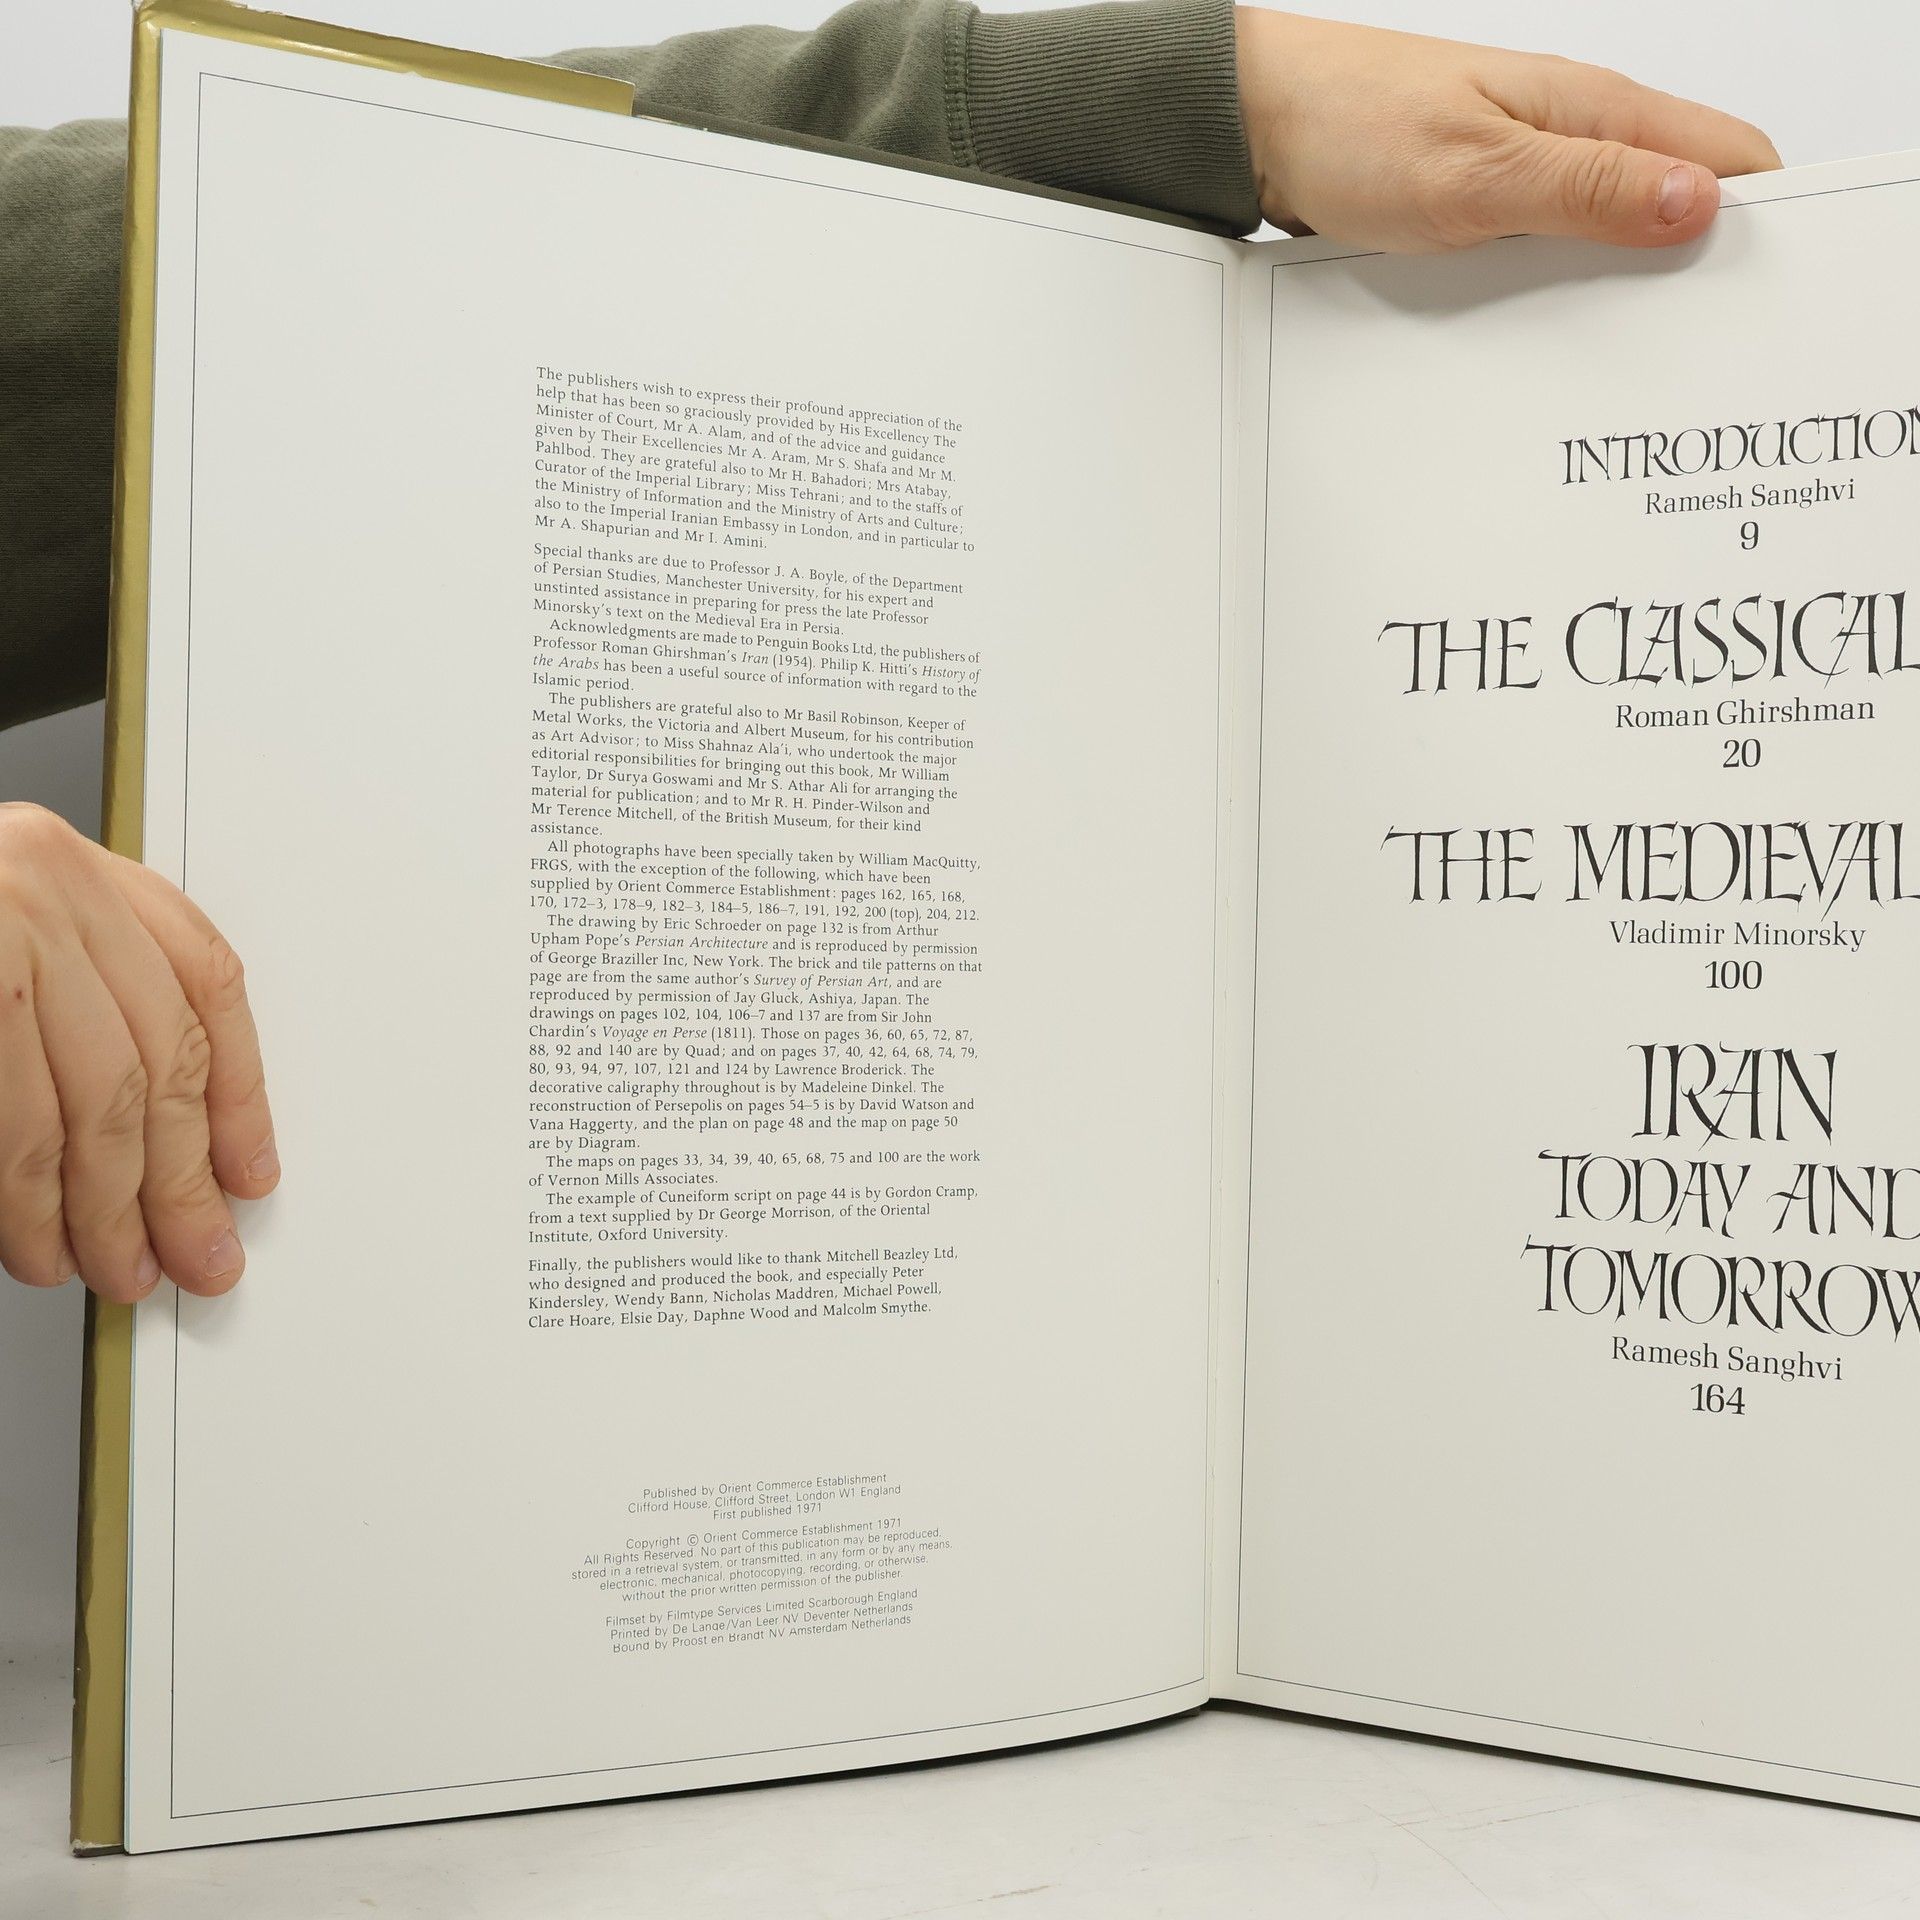 The publishers wish to express their profound appreciation of the
help that has been so graciously provided by His Excellency The
Minister of Court, Mr A. Alam, and of the advice and guidance
given by Their Excellencies Mr A. Aram, Mr S. Shafa and Mr M.
Pahlbod. They are grateful also to Mr H. Bahadori; Mrs Atabay,
Curator of the Imperial Library; Miss Tehrani; and to the staffs of
the Ministry of Information and the Ministry of Arts and Culture;
also to the Imperial Iranian Embassy in London, and in particular to
Mr A. Shapurian and Mr I. Amini.
Special thanks are due to Professor J. A. Boyle, of the Department
of Persian Studies, Manchester University, for his expert and
unstinted assistance in preparing for press the late Professor
Minorsky's text on the Medieval Era in Persia.
Acknowledgments are made to Penguin Books Ltd, the publishers of
Professor Roman Ghirshman's Iran (1954). Philip K. Hitti's History of
the Arabs has been a useful source of information with regard to the
Islamic period.
The publishers are grateful also to Mr Basil Robinson, Keeper of
Metal Works, the Victoria and Albert Museum, for his contribution
as Art Advisor; to Miss Shahnaz Ala'i, who undertook the major
editorial responsibilities for bringing out this book, Mr William
Taylor, Dr Surya Goswami and Mr S. Athar Ali for arranging the
material for publication; and to Mr R. H. Pinder-Wilson and
Mr Terence Mitchell, of the British Museum, for their kind
assistance.
All photographs have been specially taken by William MacQuitty,
FRGS, with the exception of the following, which have been
supplied by Orient Commerce Establishment: pages 162, 165, 168,
170, 172–3, 178–9, 182–3, 184–5, 186–7, 191, 192, 200 (top), 204, 212.
The drawing by Eric Schroeder on page 132 is from Arthur
Upham Pope's Persian Architecture and is reproduced by permission
of George Braziller Inc, New York. The brick and tile patterns on that
page are from the same author's Survey of Persian Art, and are
reproduced by permission of Jay Gluck, Ashiya, Japan. The
drawings on pages 102, 104, 106–7 and 137 are from Sir John
Chardin's Voyage en Perse (1811). Those on pages 36, 60, 65, 72, 87,
88, 92 and 140 are by Quad; and on pages 37, 40, 42, 64, 68, 74, 79,
80, 93, 94, 97, 107, 121 and 124 by Lawrence Broderick. The
decorative caligraphy throughout is by Madeleine Dinkel. The
reconstruction of Persepolis on pages 54–5 is by David Watson and
Vana Haggerty, and the plan on page 48 and the map on page 50
are by Diagram.
The maps on pages 33, 34, 39, 40, 65, 68, 75 and 100 are the work
of Vernon Mills Associates.
The example of Cuneiform script on page 44 is by Gordon Cramp,
from a text supplied by Dr George Morrison, of the Oriental
Institute, Oxford University.
Finally, the publishers would like to thank Mitchell Beazley Ltd,
who designed and produced the book, and especially Peter
Kindersley, Wendy Bann, Nicholas Maddren, Michael Powell,
Clare Hoare, Elsie Day, Daphne Wood and Malcolm Smythe.
Published by Orient Commerce Establishment
Clifford House, Clifford Street, London W1 England
First published 1971
Copyright © Orient Commerce Establishment 1971
All Rights Reserved. No part of this publication may be reproduced,
stored in a retrieval system, or transmitted, in any form or by any means,
electronic, mechanical, photocopying, recording, or otherwise,
without the prior written permission of the publisher.
Filmset by Filmtype Services Limited Scarborough England
Printed by De Lange/Van Leer NV Deventer Netherlands
Bound by Proost en Brandt NV Amsterdam Netherlands
INTRODUCTION
Ramesh Sanghvi
9
THE CLASSICAL
Roman Ghirshman
20
THE MEDIEVAL
Vladimir Minorsky
100
IRAN
TODAY AND
TOMORROW
Ramesh Sanghvi
164